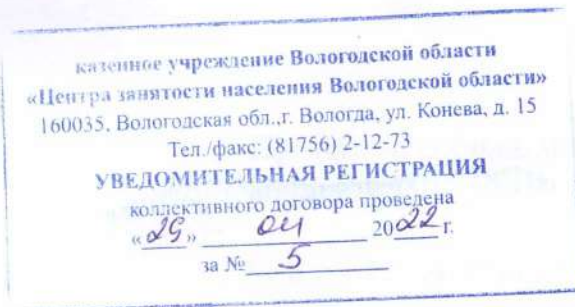 казенное учреждение Вологодской области
«Центра занятости населения Вологодской области»
160035, Вологодская обл.,г. Вологда, ул. Конева, д. 15
Тел./факс: (81756) 2-12-73
УВЕДОМИТЕЛЬНАЯ РЕГИСТРАЦИЯ
коллективного договора проведена
«29» 04 2022 г.
за № 5